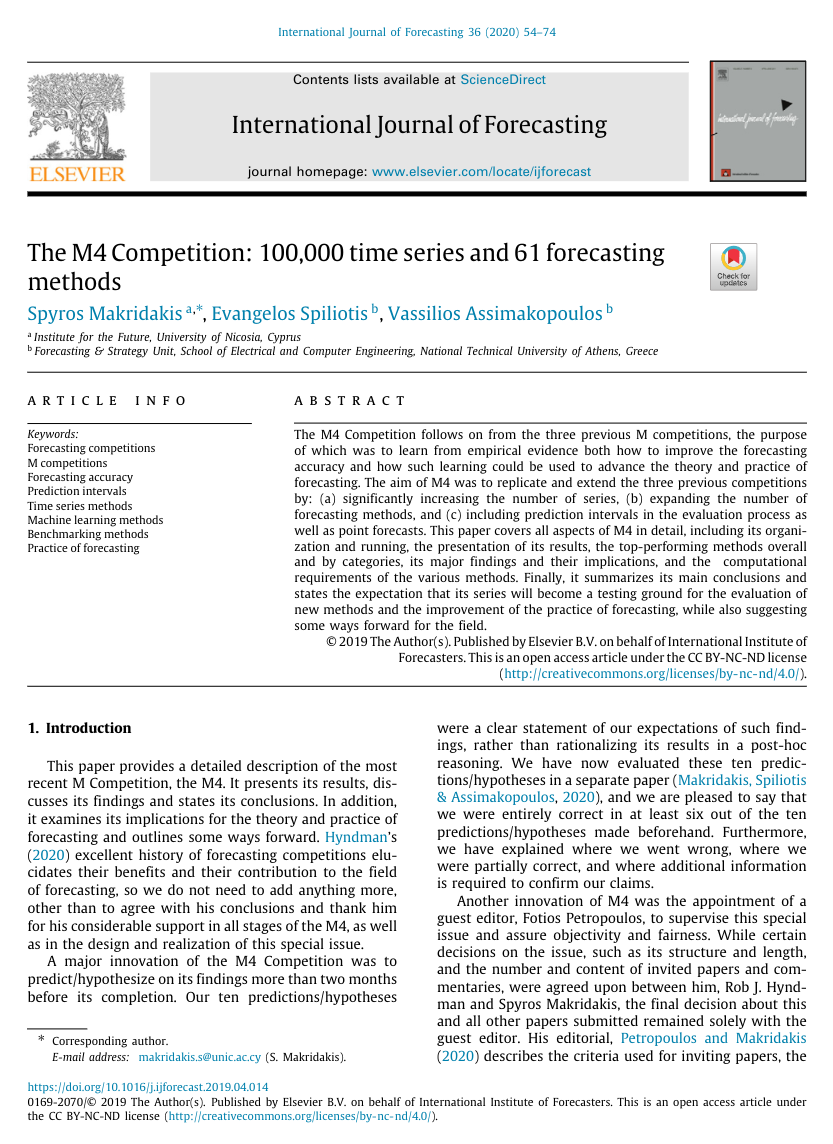 International Journal of Forecasting 36 (2020) 54–74
Contents lists available at ScienceDirect
International Journal of Forecasting
journal homepage: www.elsevier.com/locate/ijforecast
ELSEVIER
international journal of forecasting
The M4 Competition: 100,000 time series and 61 forecasting
methods
Check for
updates
Spyros Makridakis a,*, Evangelos Spiliotis b, Vassilios Assimakopoulos b
a Institute for the Future, University of Nicosia, Cyprus
b Forecasting & Strategy Unit, School of Electrical and Computer Engineering, National Technical University of Athens, Greece
ARTICLE INFO
Keywords:
Forecasting competitions
M competitions
Forecasting accuracy
Prediction intervals
Time series methods
Machine learning methods
Benchmarking methods
Practice of forecasting
ABSTRACT
The M4 Competition follows on from the three previous M competitions, the purpose
of which was to learn from empirical evidence both how to improve the forecasting
accuracy and how such learning could be used to advance the theory and practice of
forecasting. The aim of M4 was to replicate and extend the three previous competitions
by: (a) significantly increasing the number of series, (b) expanding the number of
forecasting methods, and (c) including prediction intervals in the evaluation process as
well as point forecasts. This paper covers all aspects of M4 in detail, including its organi-
zation and running, the presentation of its results, the top-performing methods overall
and by categories, its major findings and their implications, and the computational
requirements of the various methods. Finally, it summarizes its main conclusions and
states the expectation that its series will become a testing ground for the evaluation of
new methods and the improvement of the practice of forecasting, while also suggesting
some ways forward for the field.
© 2019 The Author(s). Published by Elsevier B.V. on behalf of International Institute of
Forecasters. This is an open access article under the CC BY-NC-ND license
(http://creativecommons.org/licenses/by-nc-nd/4.0/).
1. Introduction
This paper provides a detailed description of the most
recent M Competition, the M4. It presents its results, dis-
cusses its findings and states its conclusions. In addition,
it examines its implications for the theory and practice of
forecasting and outlines some ways forward. Hyndman's
(2020) excellent history of forecasting competitions elu-
cidates their benefits and their contribution to the field
of forecasting, so we do not need to add anything more,
other than to agree with his conclusions and thank him
for his considerable support in all stages of the M4, as well
as in the design and realization of this special issue.
A major innovation of the M4 Competition was to
predict/hypothesize on its findings more than two months
before its completion. Our ten predictions/hypotheses
* Corresponding author.
E-mail address: makridakis.s@unic.ac.cy (S. Makridakis).
were a clear statement of our expectations of such find-
ings, rather than rationalizing its results in a post-hoc
reasoning. We have now evaluated these ten predic-
tions/hypotheses in a separate paper (Makridakis, Spiliotis
& Assimakopoulos, 2020), and we are pleased to say that
we were entirely correct in at least six out of the ten
predictions/hypotheses made beforehand. Furthermore,
we have explained where we went wrong, where we
were partially correct, and where additional information
is required to confirm our claims.
Another innovation of M4 was the appointment of a
guest editor, Fotios Petropoulos, to supervise this special
issue and assure objectivity and fairness. While certain
decisions on the issue, such as its structure and length,
and the number and content of invited papers and com-
mentaries, were agreed upon between him, Rob J. Hynd-
man and Spyros Makridakis, the final decision about this
and all other papers submitted remained solely with the
guest editor. His editorial, Petropoulos and Makridakis
(2020) describes the criteria used for inviting papers, the
https://doi.org/10.1016/j.ijforecast.2019.04.014
0169-2070/© 2019 The Author(s). Published by Elsevier B.V. on behalf of International Institute of Forecasters. This is an open access article under
the CC BY-NC-ND license (http://creativecommons.org/licenses/by-nc-nd/4.0/).